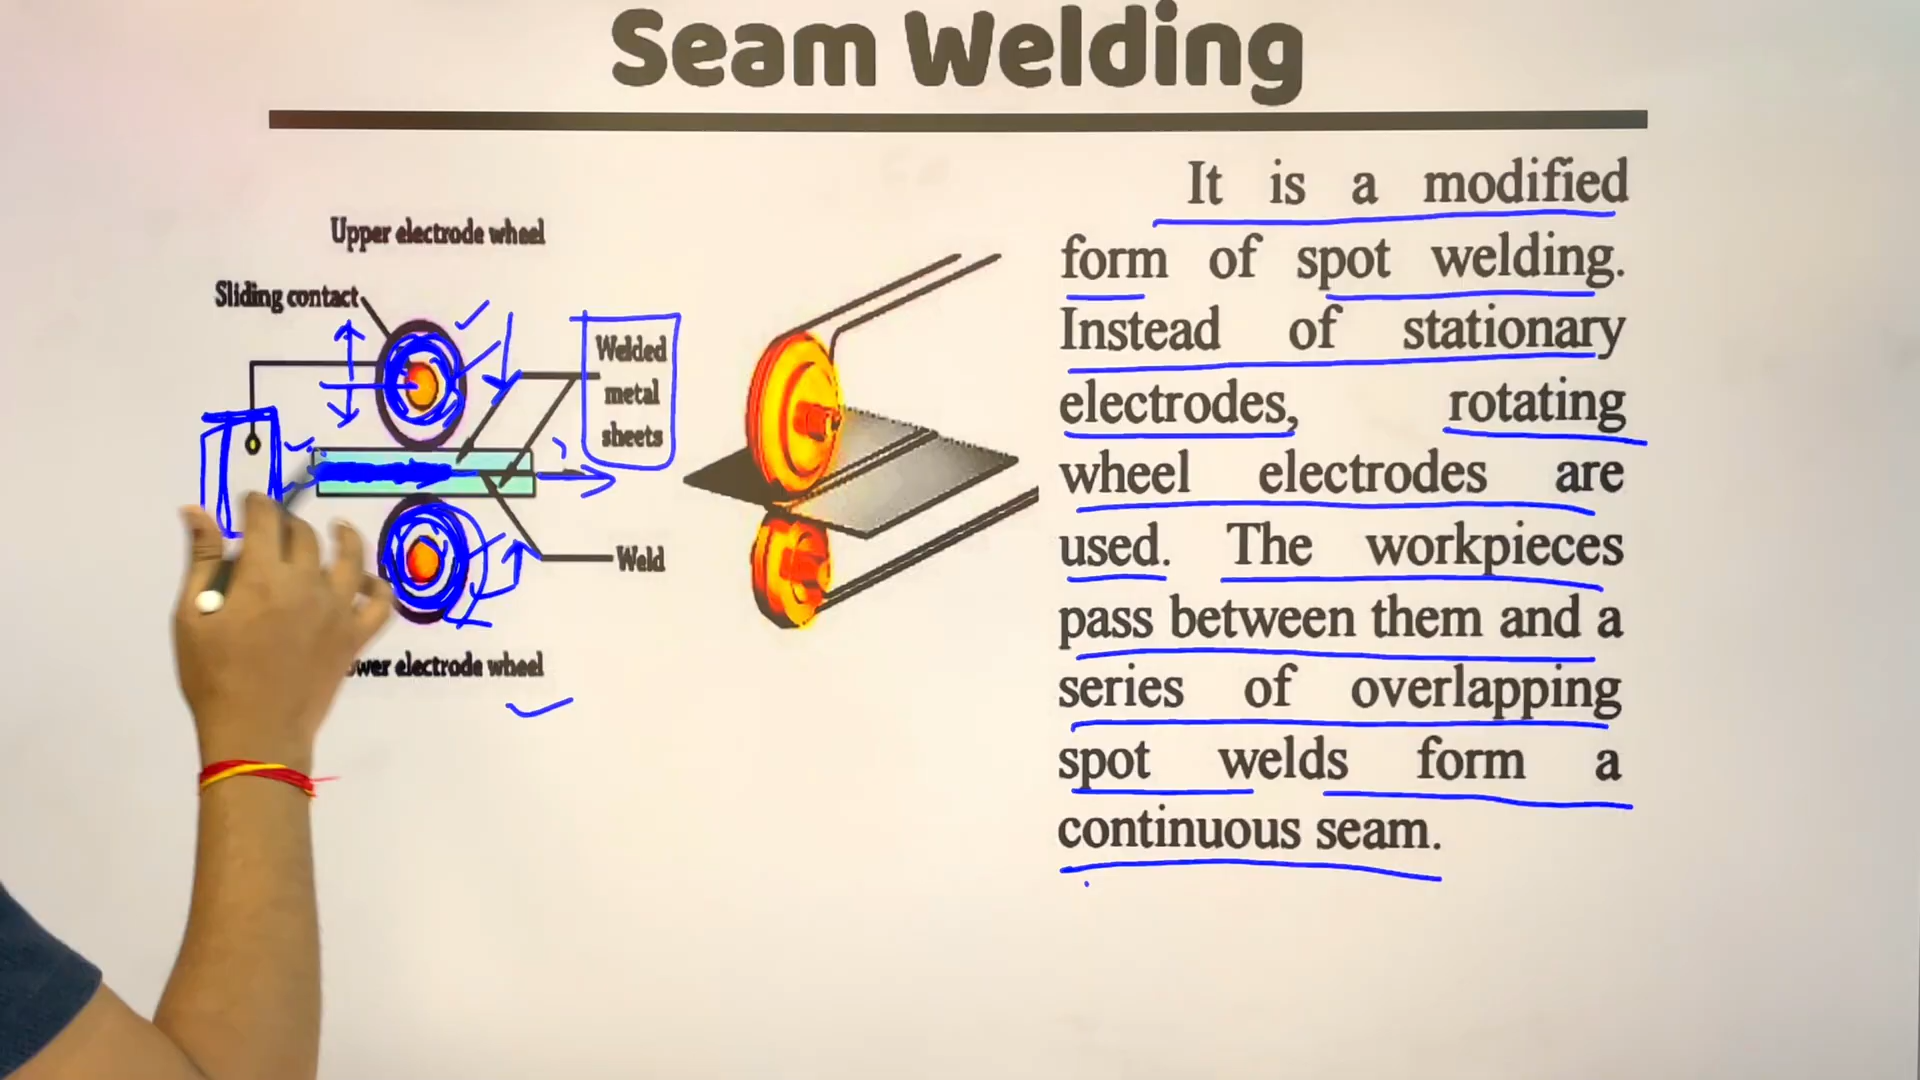 Seam Welding
Upper electrode wheel
Sliding contact
Welded
metal
sheets
Weld
ower electrode wheel
It is a modified
form of spot welding.
Instead of stationary
electrodes, rotating
wheel electrodes are
used. The workpieces
pass between them and a
series of overlapping
spot welds form a
continuous seam.